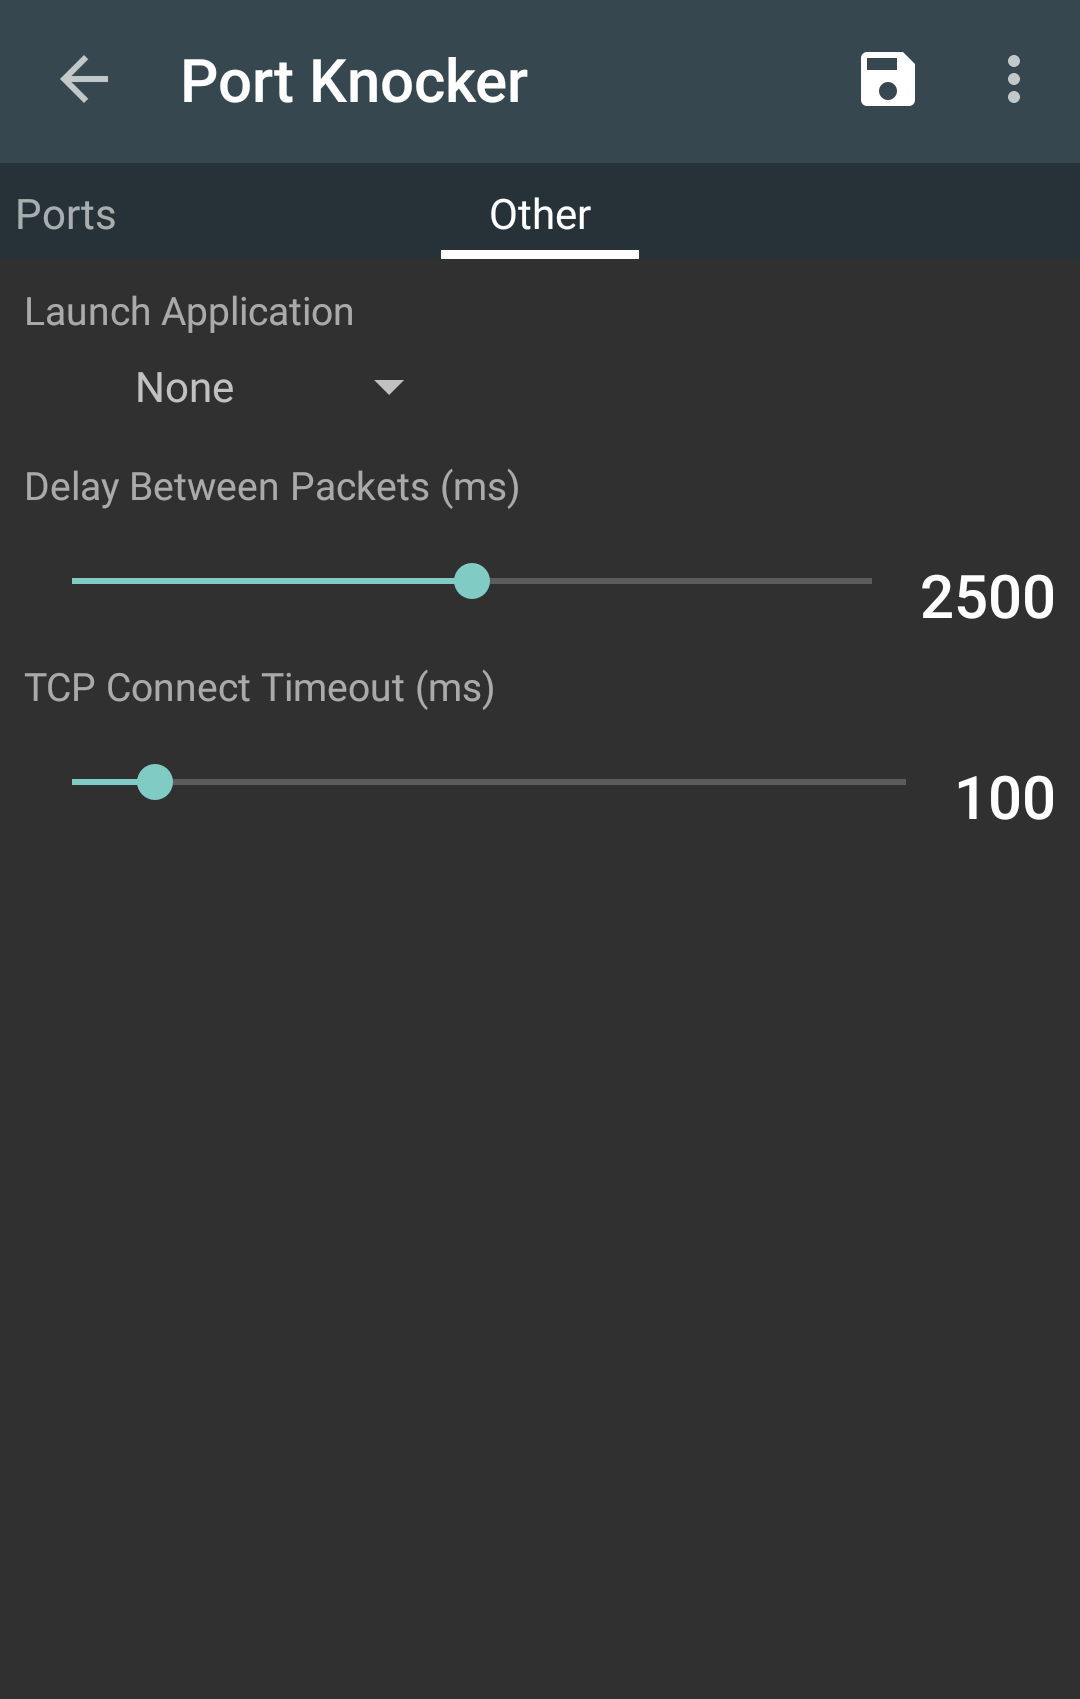 Port Knocker
Ports
Other
Launch Application
None
Delay Between Packets (ms)
2500
TCP Connect Timeout (ms)
100